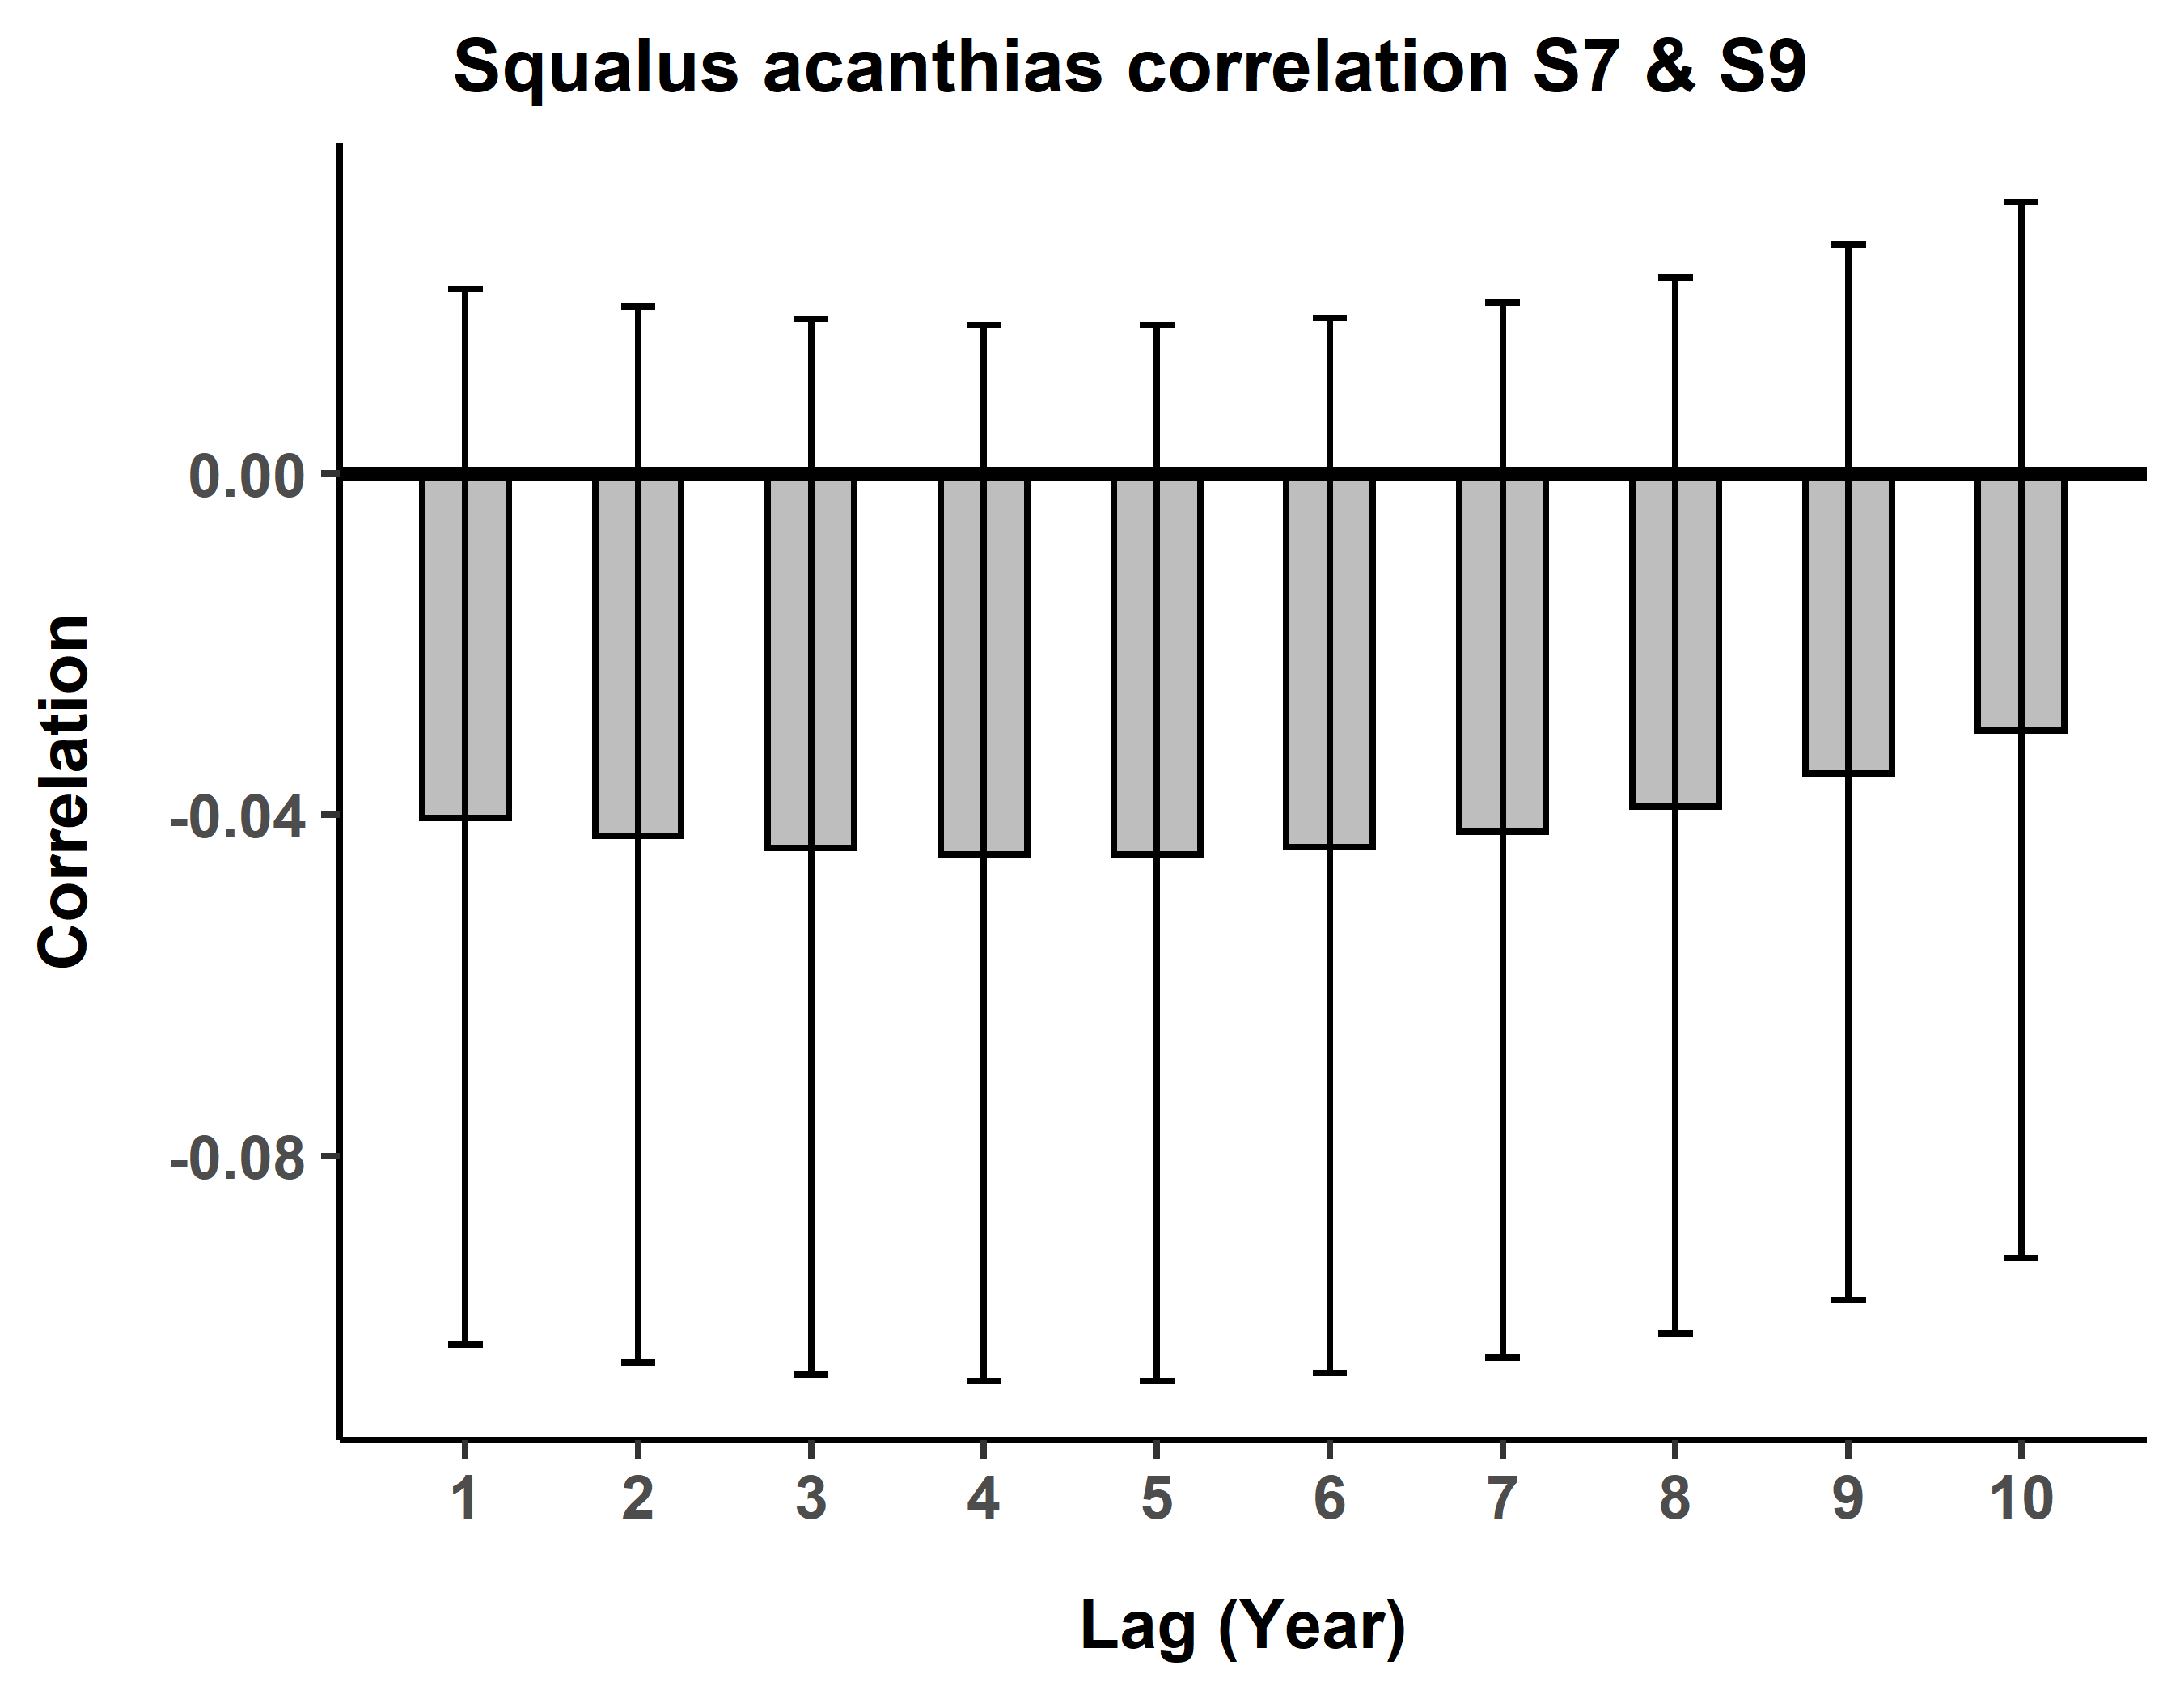 Squalus acanthias correlation S7 & S9
Correlation
0.00
-0.04
-0.08
1 2 3 4 5 6 7 8 9 10
Lag (Year)